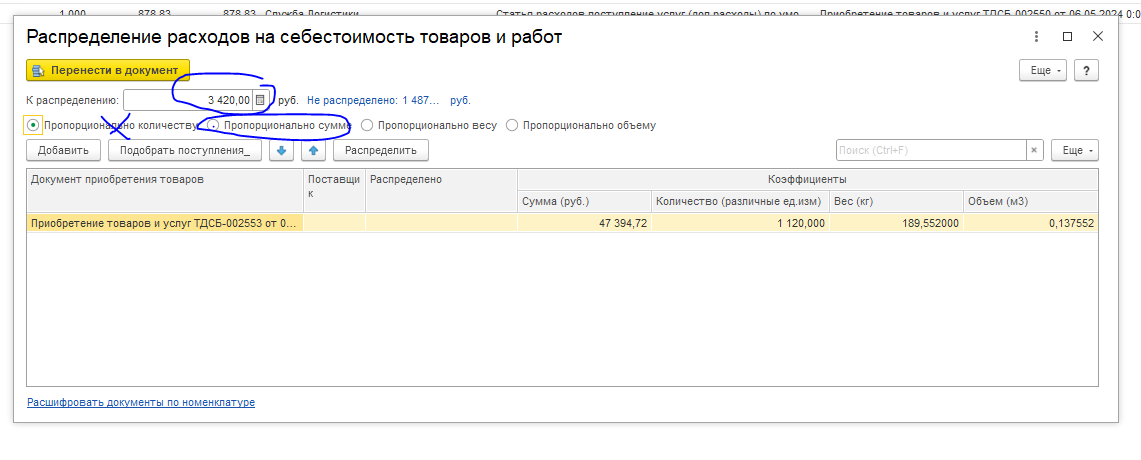 1,000 878,83 878,83 Служба Логистики Статья расходов поступление услуг (доп расходы) по умо... Приобретение товаров и услуг ТДСБ-002550 от 06.05.2024 0:0
Распределение расходов на себестоимость товаров и работ
Перенести в документ Еще ?
К распределению: 3 420,00 руб. Не распределено: 1 487... руб.
Пропорционально количеству Пропорционально сумме Пропорционально весу Пропорционально объему
Добавить Подобрать поступления_ Распределить Поиск (Ctrl+F) × Еще
Документ приобретения товаров Поставщик Распределено Коэффициенты
Сумма (руб.) Количество (различные ед.изм) Вес (кг) Объем (м3)
Приобретение товаров и услуг ТДСБ-002553 от 0... 47 394,72 1 120,000 189,552000 0,137552
Расшифровать документы по номенклатуре